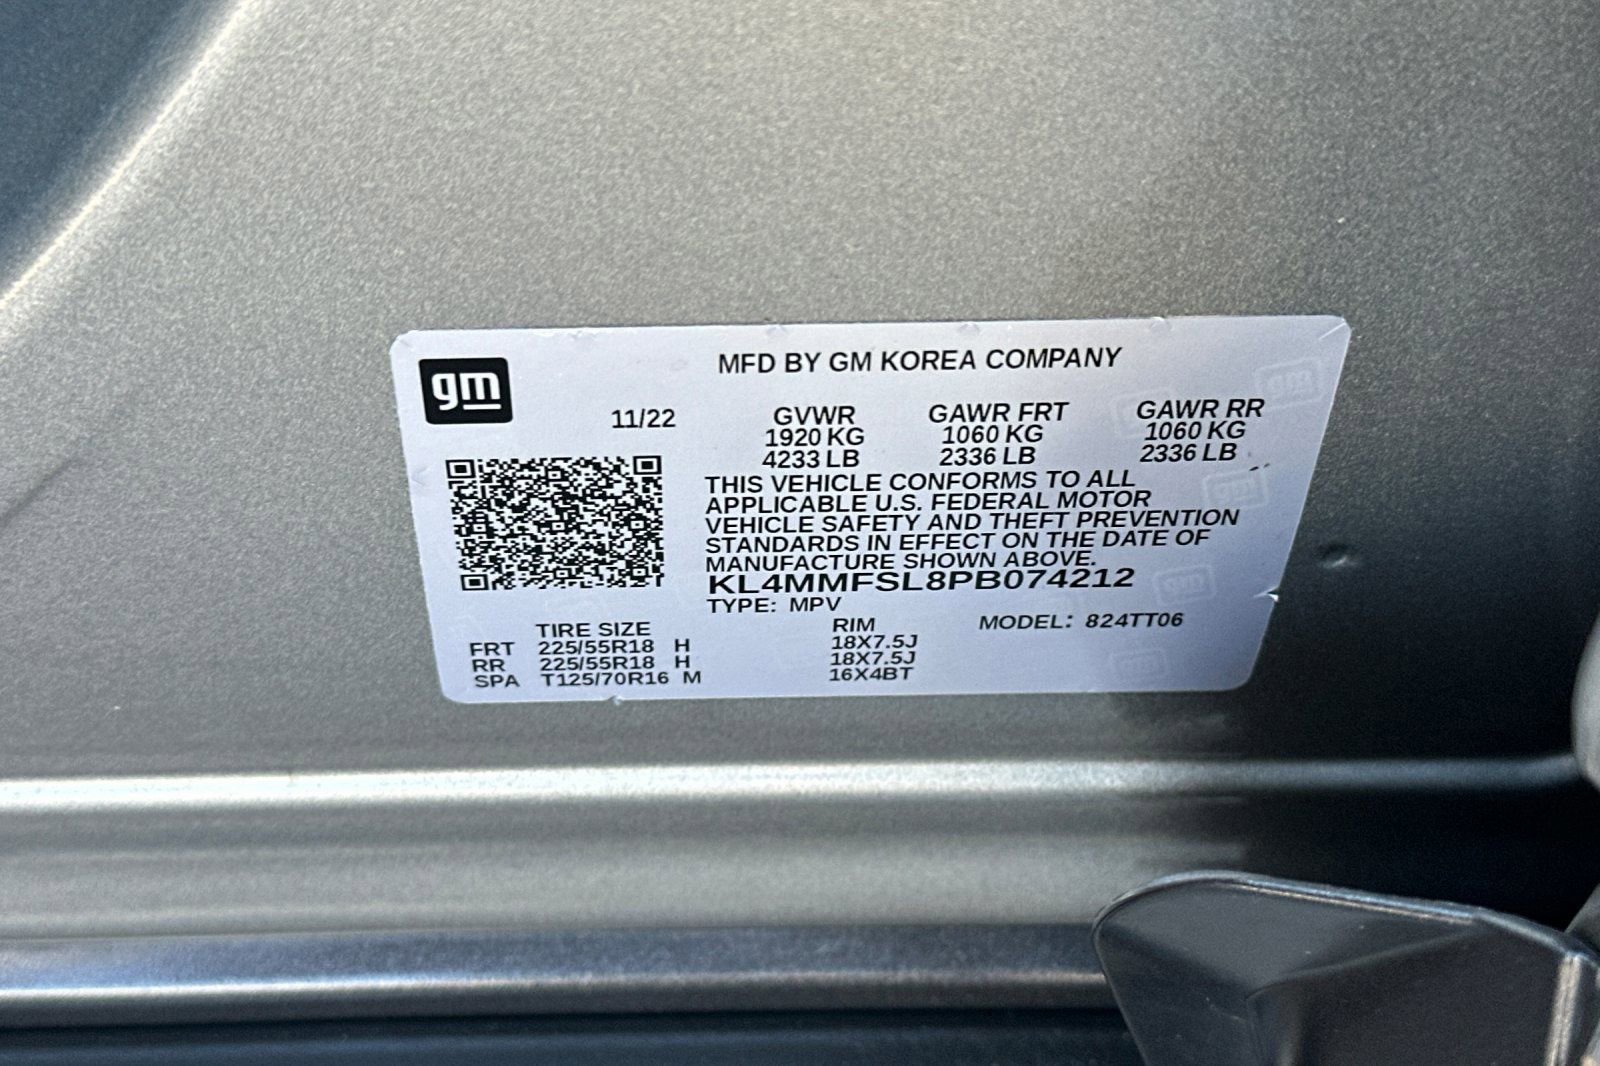 gm
MFD BY GM KOREA COMPANY
11/22
GVWR GAWR FRT GAWR RR
1920 KG 1060 KG 1060 KG
4233 LB 2336 LB 2336 LB
THIS VEHICLE CONFORMS TO ALL
APPLICABLE U.S. FEDERAL MOTOR
VEHICLE SAFETY AND THEFT PREVENTION
STANDARDS IN EFFECT ON THE DATE OF
MANUFACTURE SHOWN ABOVE.
KL4MMFSL8PB074212
TYPE: MPV
TIRE SIZE RIM MODEL: 824TT06
FRT 225/55R18 H 18X7.5J
RR 225/55R18 H 18X7.5J
SPA T125/70R16 M 16X4BT